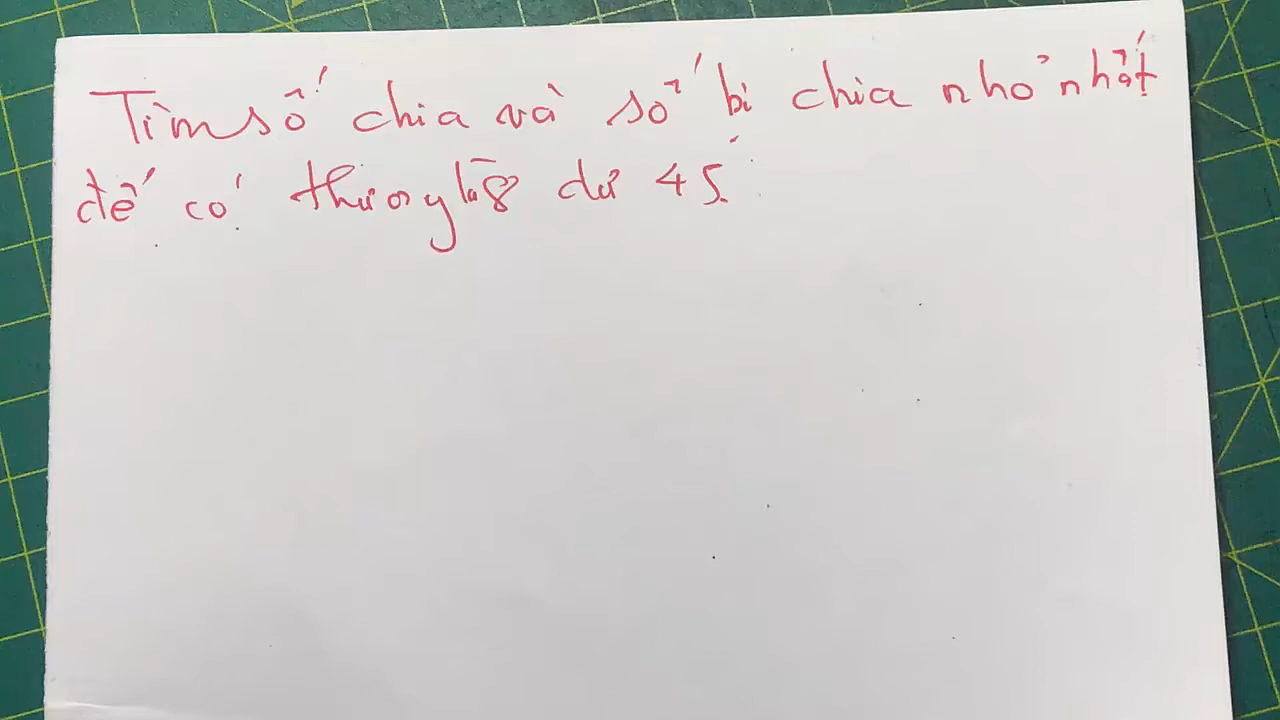 Tìm số chia và số bị chia nhỏ nhất
để có thương là 8 dư 45.